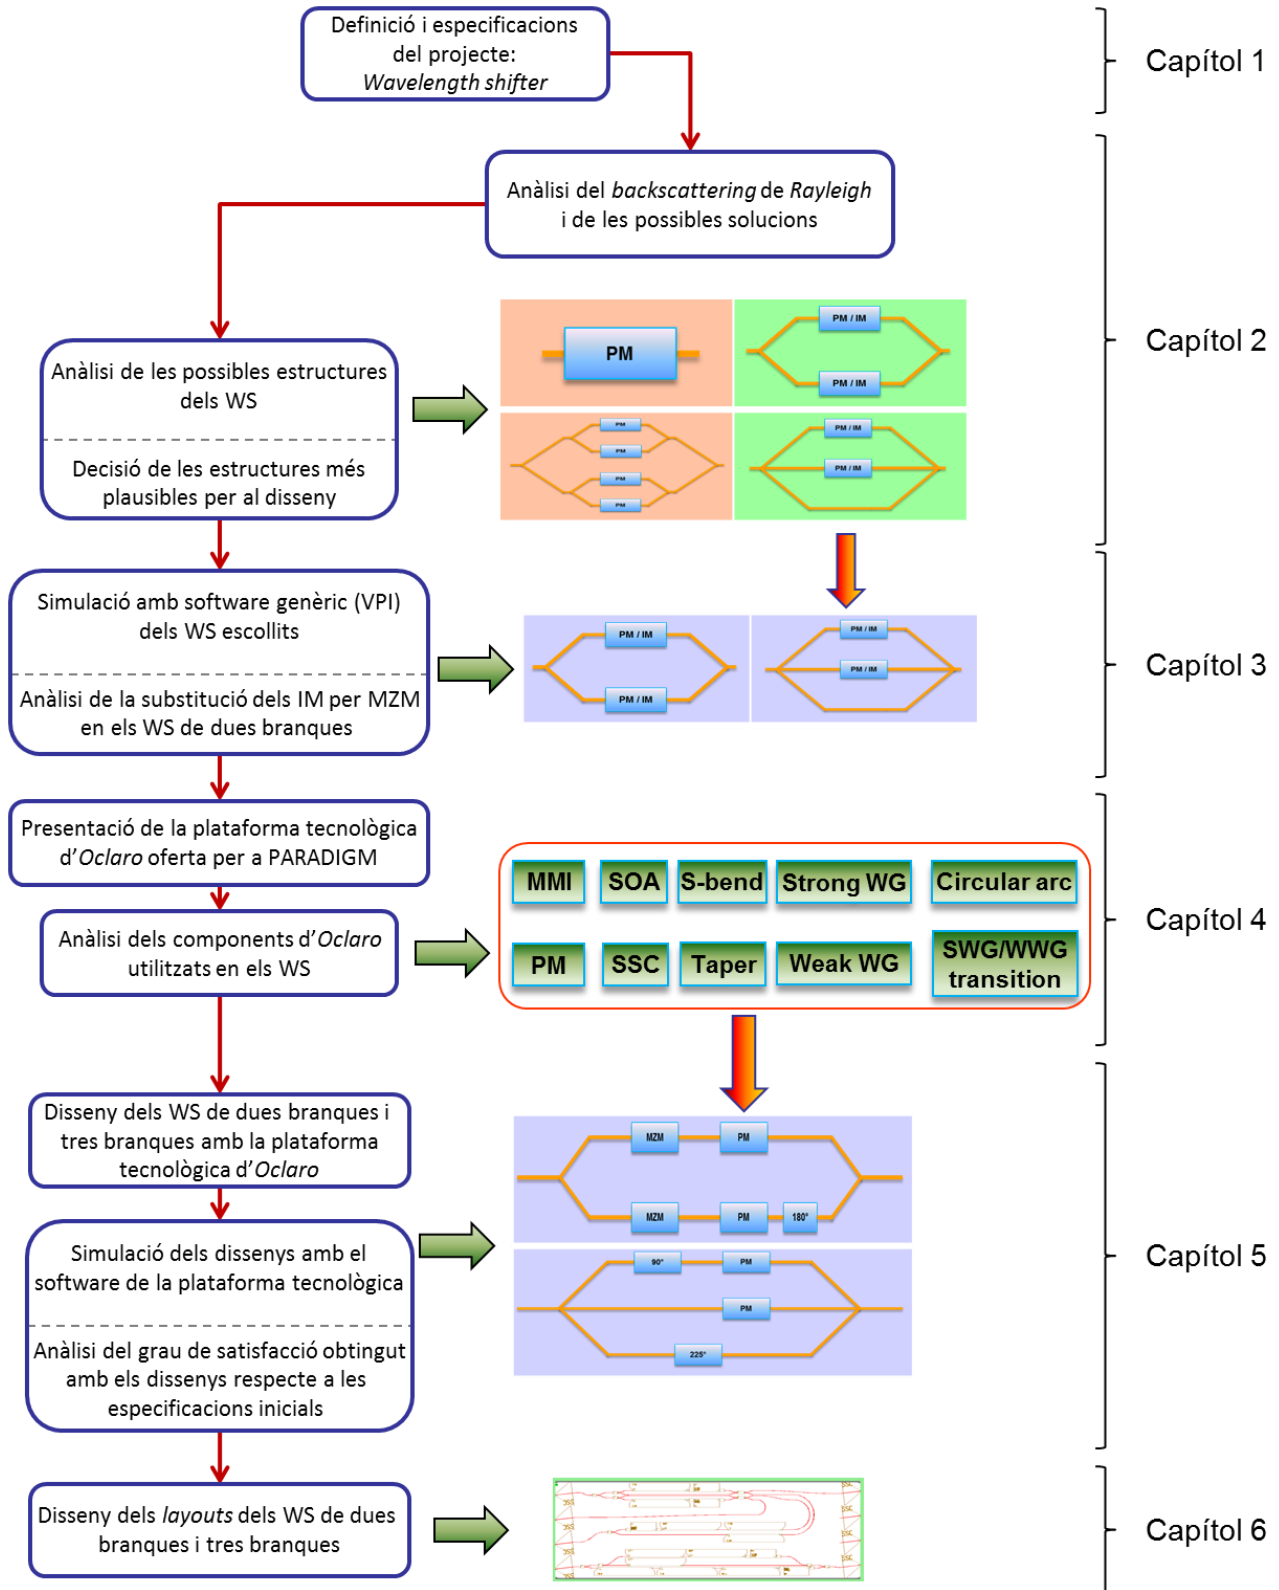 Definició i especificacions
del projecte:
Wavelength shifter
Capítol 1
Anàlisi del backscattering de Rayleigh
i de les possibles solucions
Capítol 2
Anàlisi de les possibles estructures
dels WS
Decisió de les estructures més
plausibles per al disseny
PM
PM / IM
PM / IM
PM
PM
PM
PM
PM / IM
PM / IM
Simulació amb software genèric (VPI)
dels WS escollits
Anàlisi de la substitució dels IM per MZM
en els WS de dues branques
PM / IM
PM / IM
PM / IM
PM / IM
Capítol 3
Presentació de la plataforma tecnològica
d'Oclaro oferta per a PARADIGM
Anàlisi dels components d'Oclaro
utilitzats en els WS
MMI
SOA
S-bend
Strong WG
Circular arc
PM
SSC
Taper
Weak WG
SWG/WWG
transition
Capítol 4
Disseny dels WS de dues branques i
tres branques amb la plataforma
tecnològica d'Oclaro
Simulació dels dissenys amb el
software de la plataforma tecnològica
Anàlisi del grau de satisfacció obtingut
amb els dissenys respecte a les
especificacions inicials
MZM
PM
MZM
PM
180°
90°
PM
PM
225°
Capítol 5
Disseny dels layouts dels WS de dues
branques i tres branques
Capítol 6